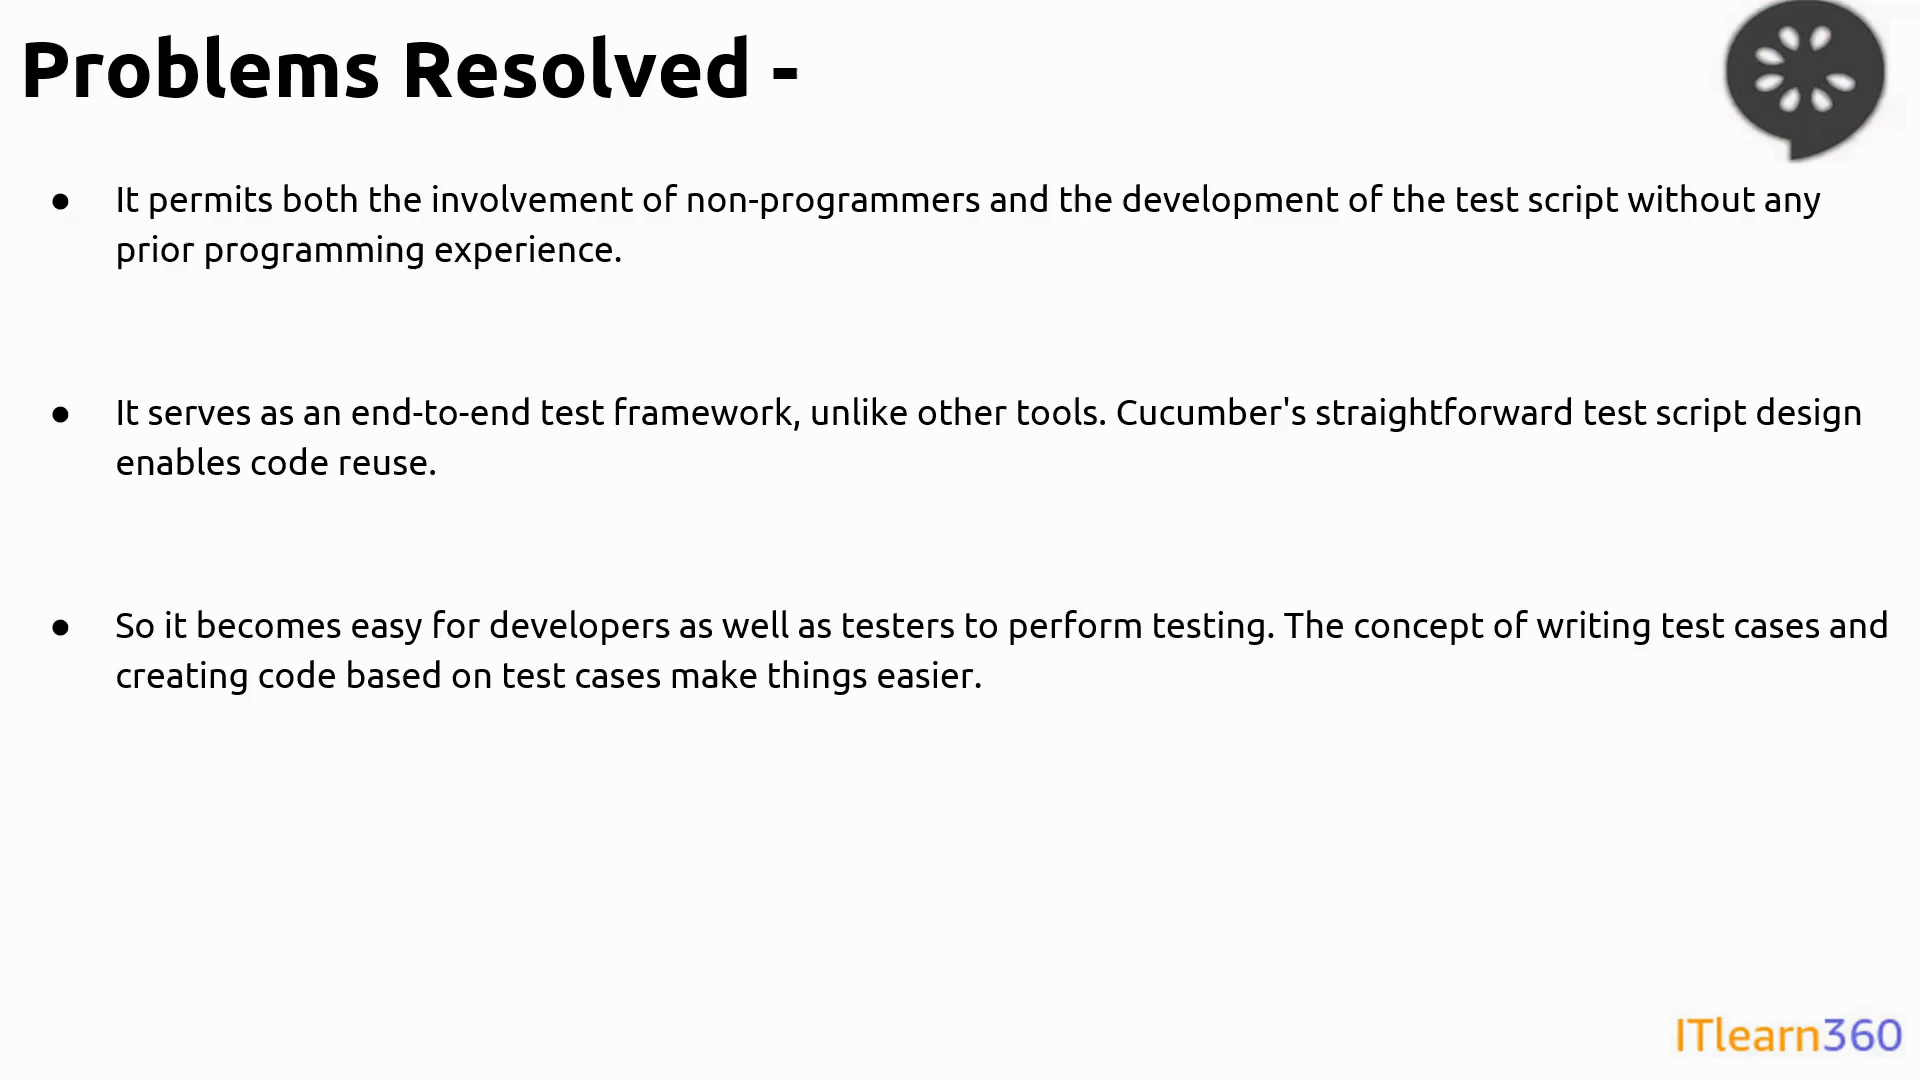 Problems Resolved -
● It permits both the involvement of non-programmers and the development of the test script without any
prior programming experience.
● It serves as an end-to-end test framework, unlike other tools. Cucumber's straightforward test script design
enables code reuse.
● So it becomes easy for developers as well as testers to perform testing. The concept of writing test cases and
creating code based on test cases make things easier.
ITlearn360